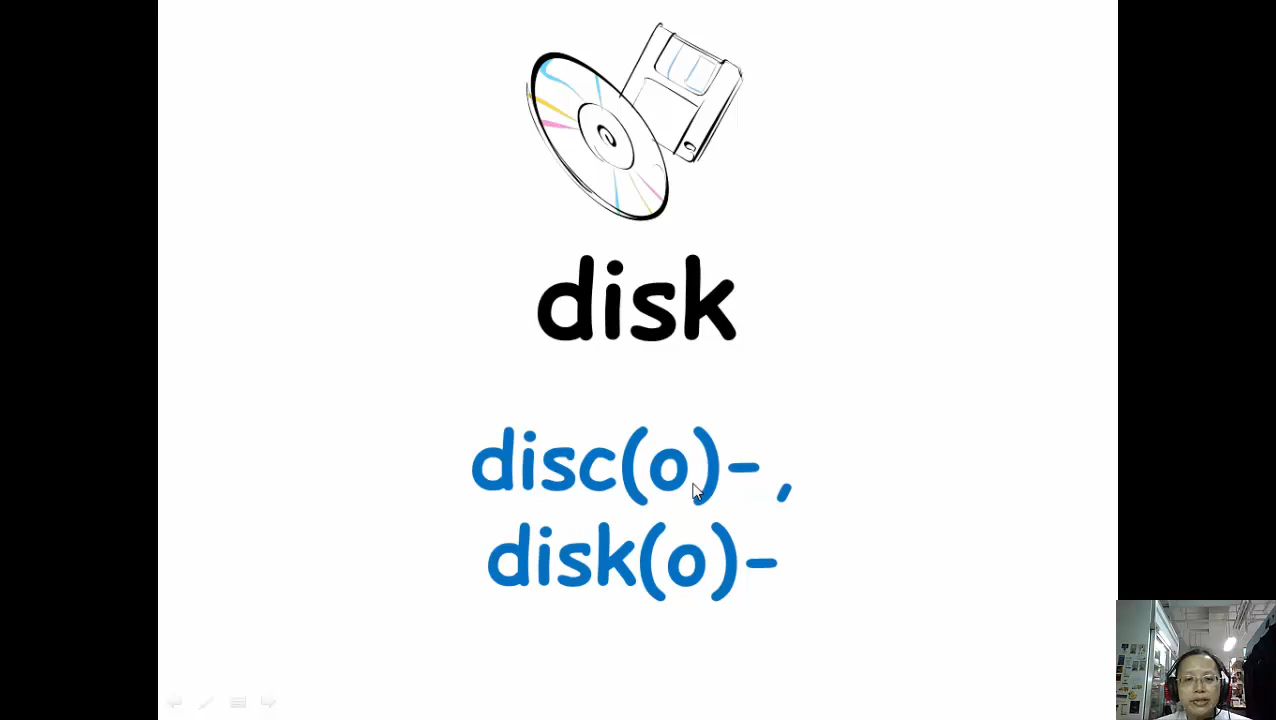 disk
disc(o)- ,
disk(o)-